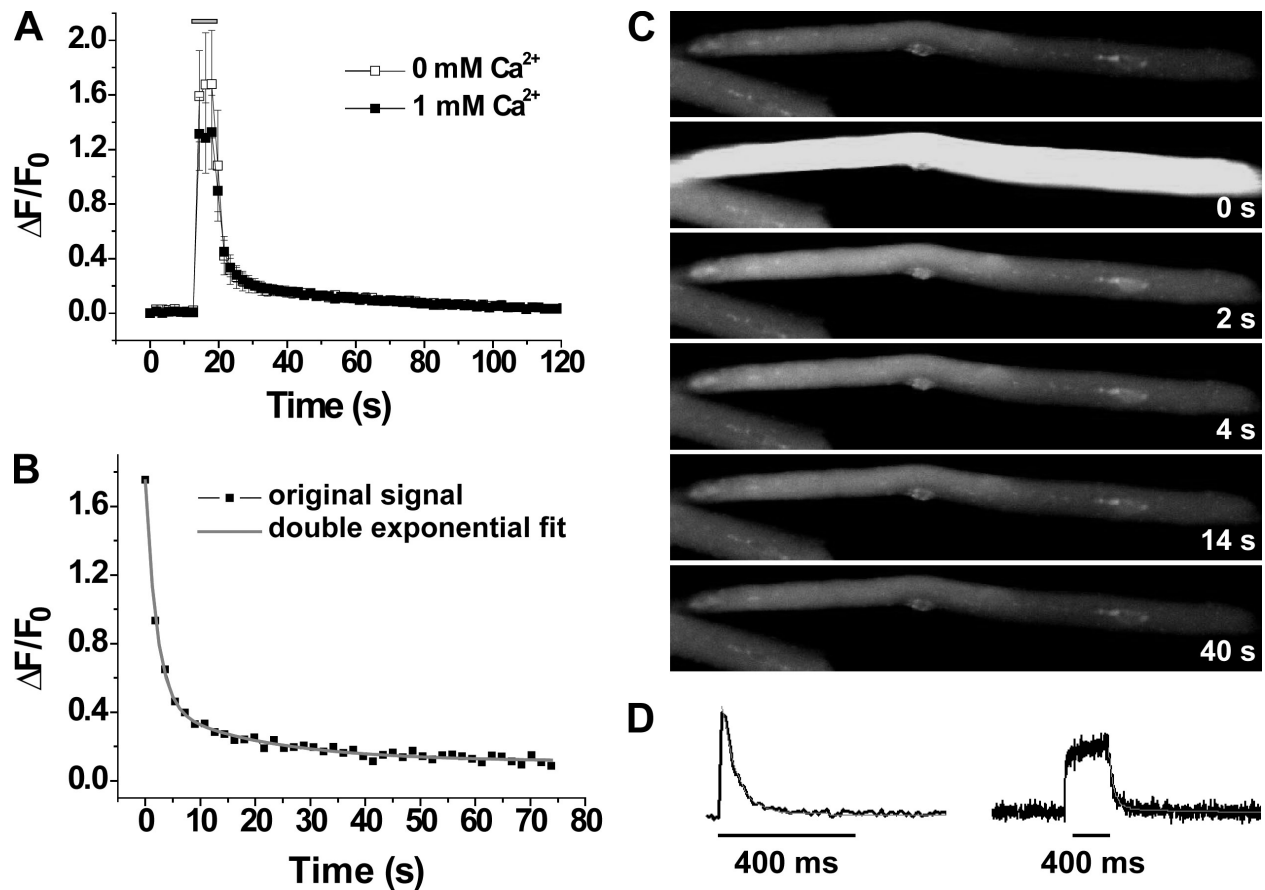 A
2.0
1.6
1.2
0.8
0.4
0.0
ΔF/F₀
0 mM Ca²⁺
1 mM Ca²⁺
0 20 40 60 80 100 120
Time (s)
B
1.6
1.2
0.8
0.4
0.0
ΔF/F₀
original signal
double exponential fit
0 10 20 30 40 50 60 70 80
Time (s)
C
0 s
2 s
4 s
14 s
40 s
D
400 ms
400 ms